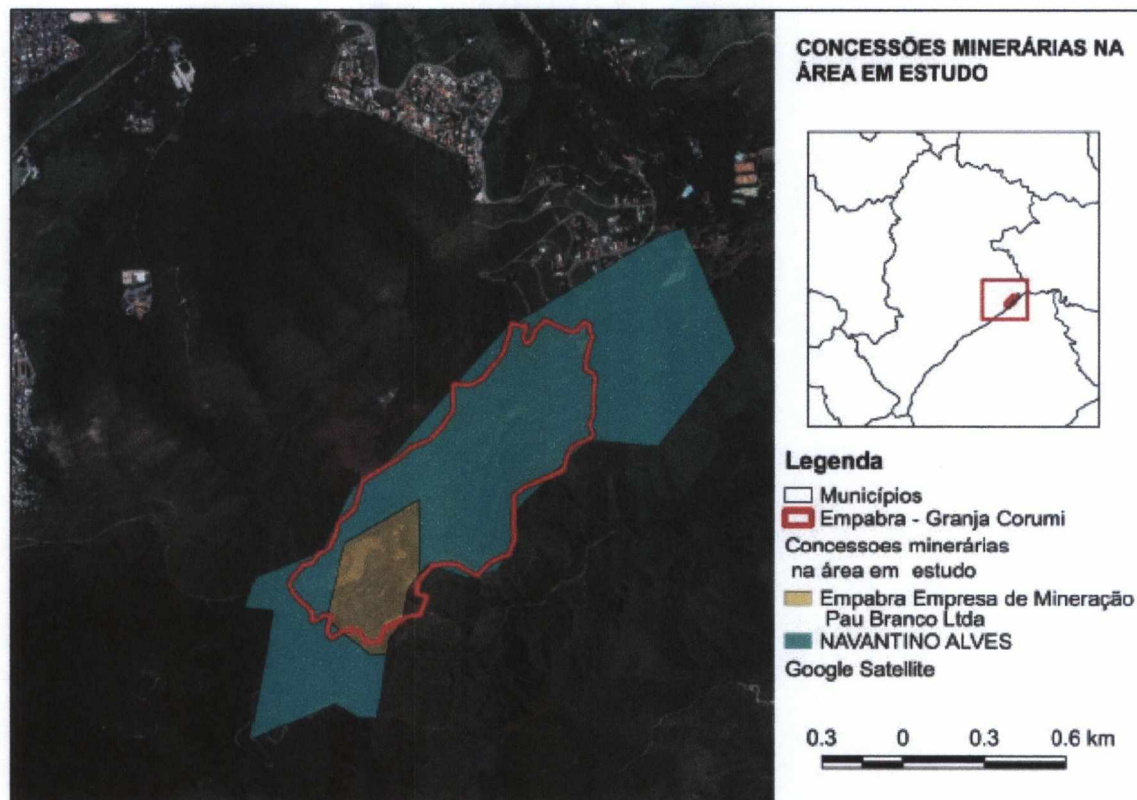 CONCESSÕES MINERÁRIAS NA
ÁREA EM ESTUDO
Legenda
Municípios
Empabra - Granja Corumi
Concessoes minerárias
na área em estudo
Empabra Empresa de Mineração
Pau Branco Ltda
NAVANTINO ALVES
Google Satellite
0.3 0 0.3 0.6 km